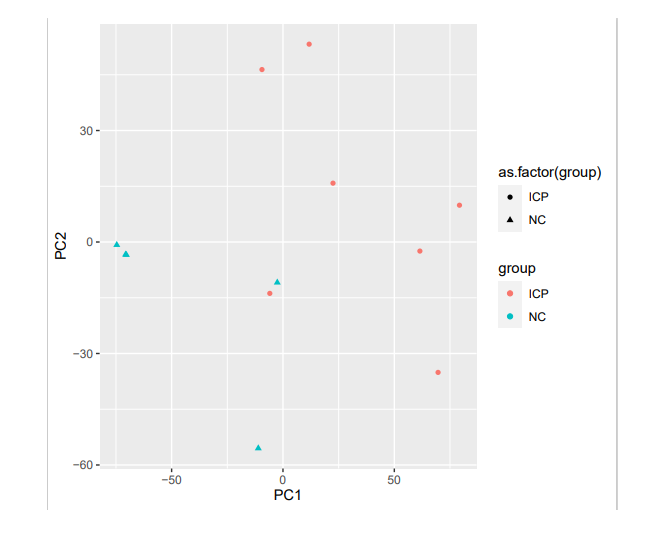 30
0
−30
−60
PC2
−50
0
50
PC1
as.factor(group)
ICP
NC
group
ICP
NC